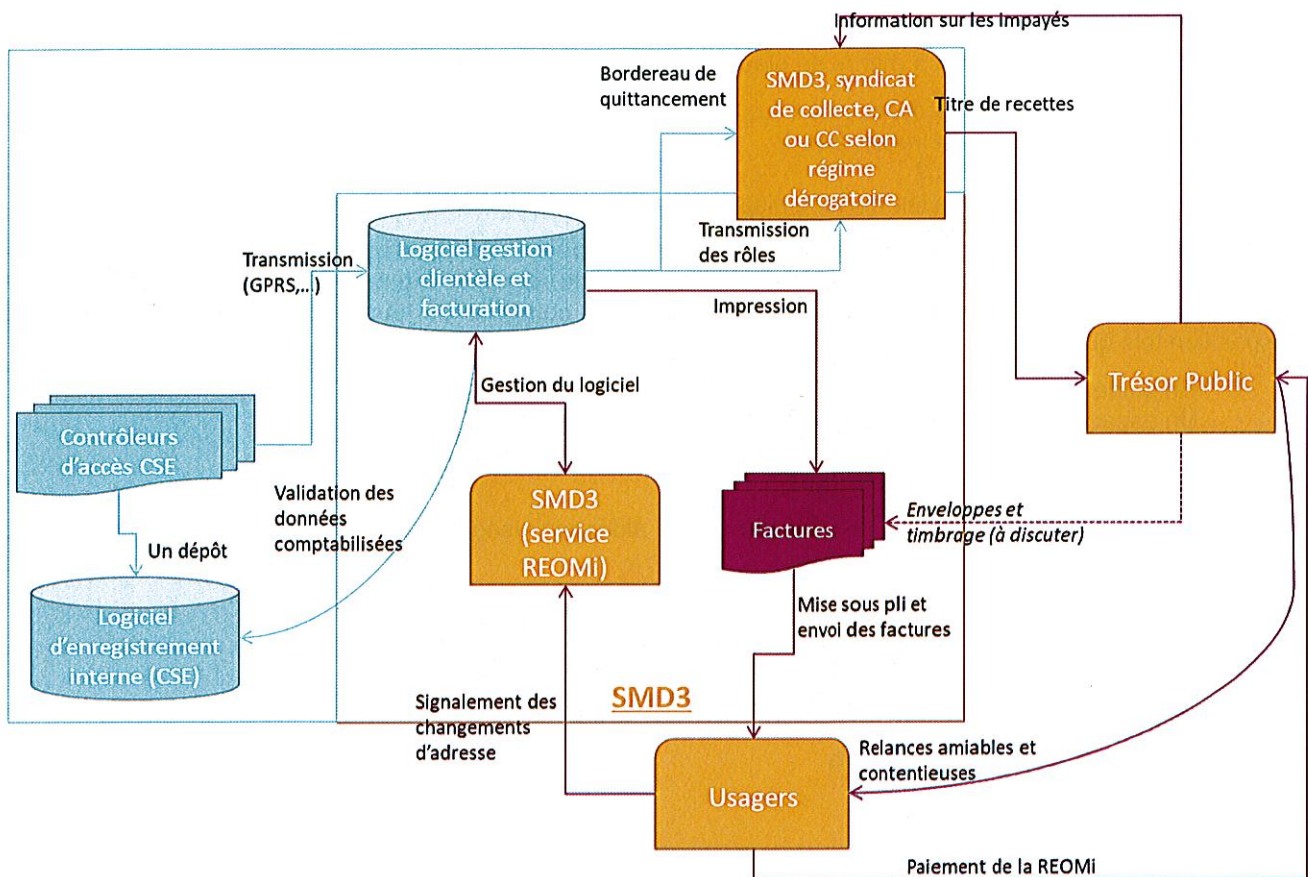 Information sur les impayés
Bordereau de
quittancement
SMD3, syndicat
de collecte, CA
ou CC selon
régime
dérogatoire
Titre de recettes
Transmission
(GPRS,...)
Logiciel gestion
clientèle et
facturation
Transmission
des rôles
Impression
Gestion du logiciel
Trésor Public
Contrôleurs
d'accès CSE
Validation des
données
comptabilisées
SMD3
(service
REOMi)
Factures
Enveloppes et
timbrage (à discuter)
Un dépôt
Logiciel
d'enregistrement
interne (CSE)
Mise sous pli et
envoi des factures
SMD3
Signalement des
changements
d'adresse
Usagers
Relances amiables et
contentieuses
Paiement de la REOMi